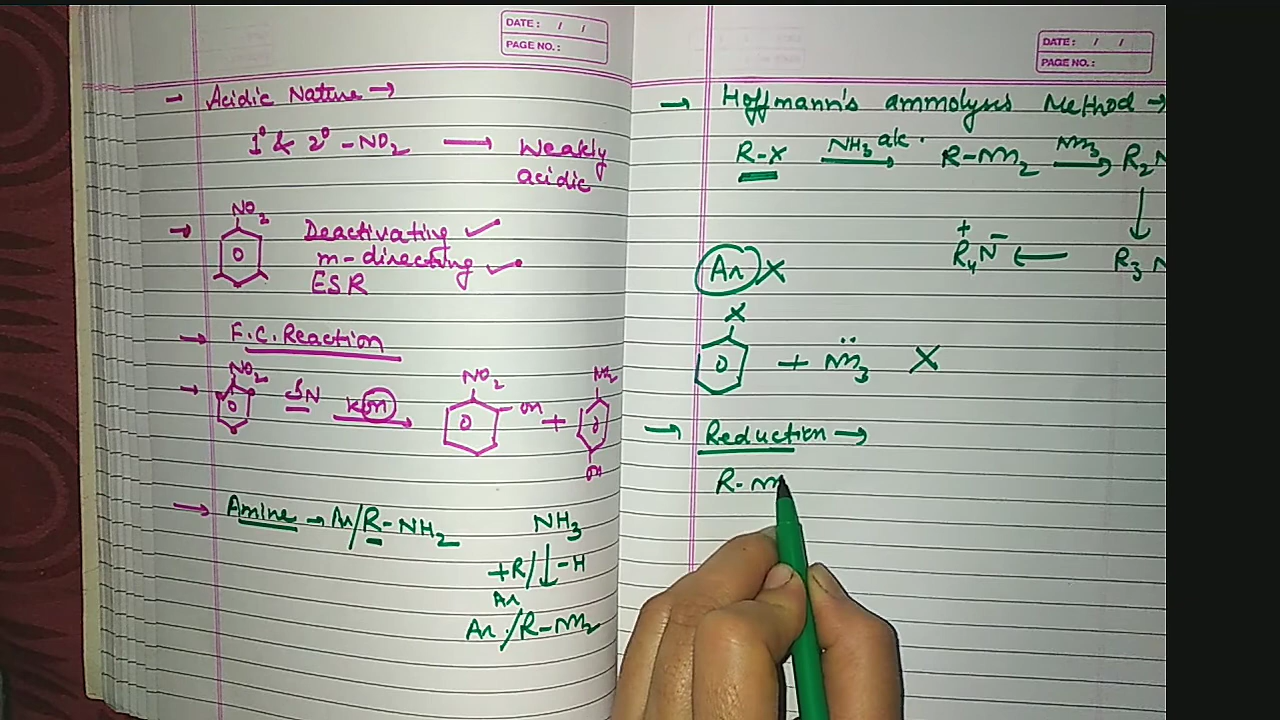 DATE: / /
PAGE NO.:
→ Acidic Nature →
1° & 2° - NO2 → Weakly
acidic
→ NO2 Deactivating ✓
m-directing ✓
ESR
→ F.C. Reaction
→ NO2 SN KOH → NO2 OH + NO2 OH
→ Amine → Ar/R-NH2 NH3
+R/ ↓ -H
Ar
Ar/R-NH2
DATE: / /
PAGE NO.:
→ Hoffmann's ammolysis Method →
R-X NH3 alc. → R-NH2 NH3 → R2N
↓
R4N + - ← R3N
Ar X
X
+ NH3 X
→ Reduction →
R-N